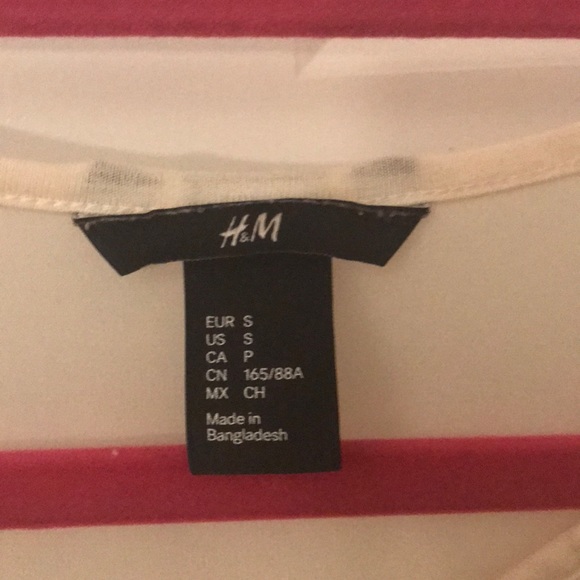 H&M
EUR S
US S
CA P
CN 165/88A
MX CH
Made in
Bangladesh